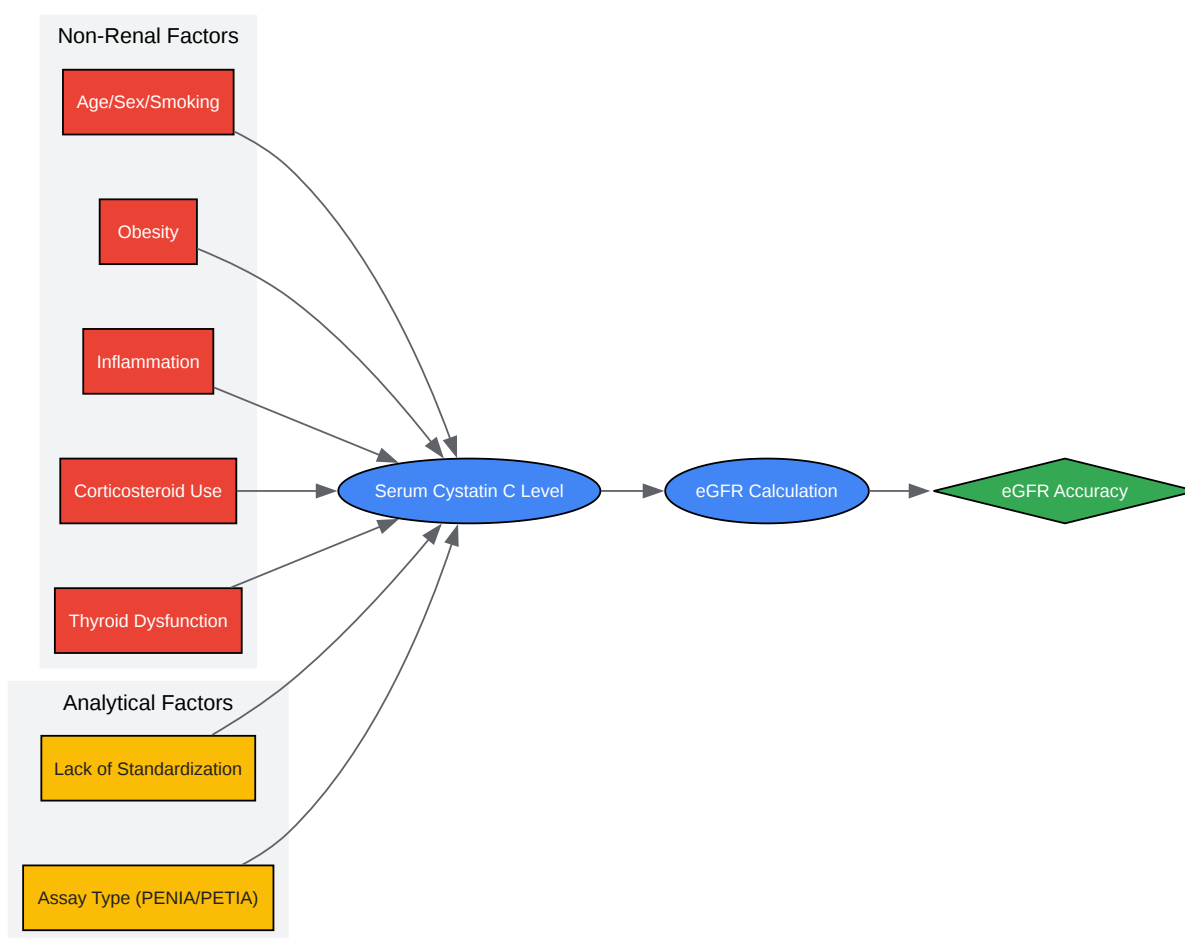 Non-Renal Factors
Age/Sex/Smoking
Obesity
Inflammation
Corticosteroid Use
Thyroid Dysfunction
Serum Cystatin C Level
eGFR Calculation
eGFR Accuracy
Analytical Factors
Lack of Standardization
Assay Type (PENIA/PETIA)